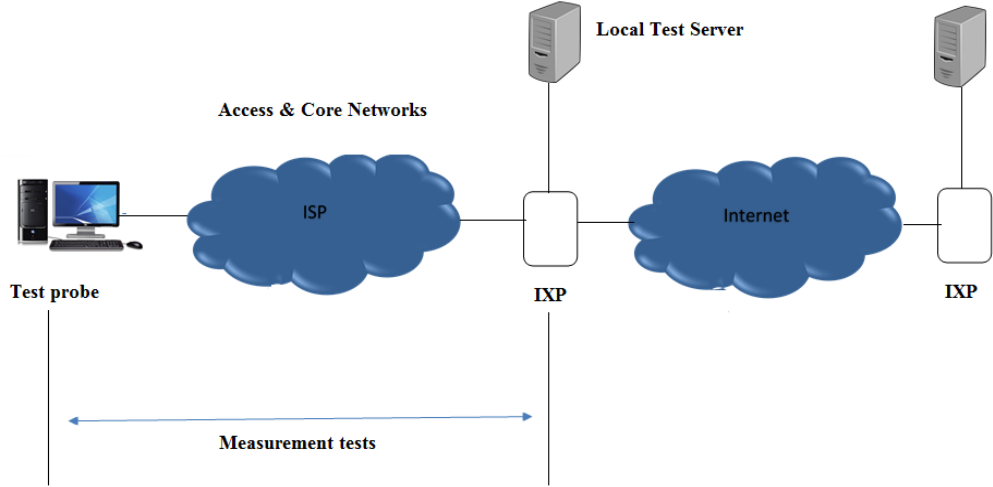 Local Test Server
Access & Core Networks
ISP
Internet
Test probe
IXP
IXP
Measurement tests